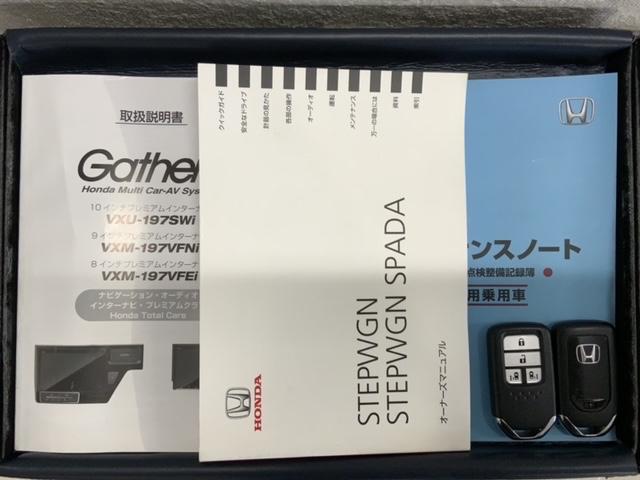 取扱説明書
Gather
Honda Multi Car-AV Sys
10インチプレミアムインターナ
VXU-197SWi
9インチプレミアムインターナ
VXM-197VFNi
8インチプレミアムインターナ
VXM-197VFEi
ナビゲーション・オーディオ
インターナビ・プレミアムクラ
Honda Total Care
クイックガイド
安全なドライブ
計器の見かた
各部の操作
オーディオ
運転
メンテナンス
万一の場合には
資料
索引
STEPWGN
STEPWGN SPADA
オーナーズマニュアル
HONDA
ンスノート
点検整備記録簿
用乗用車